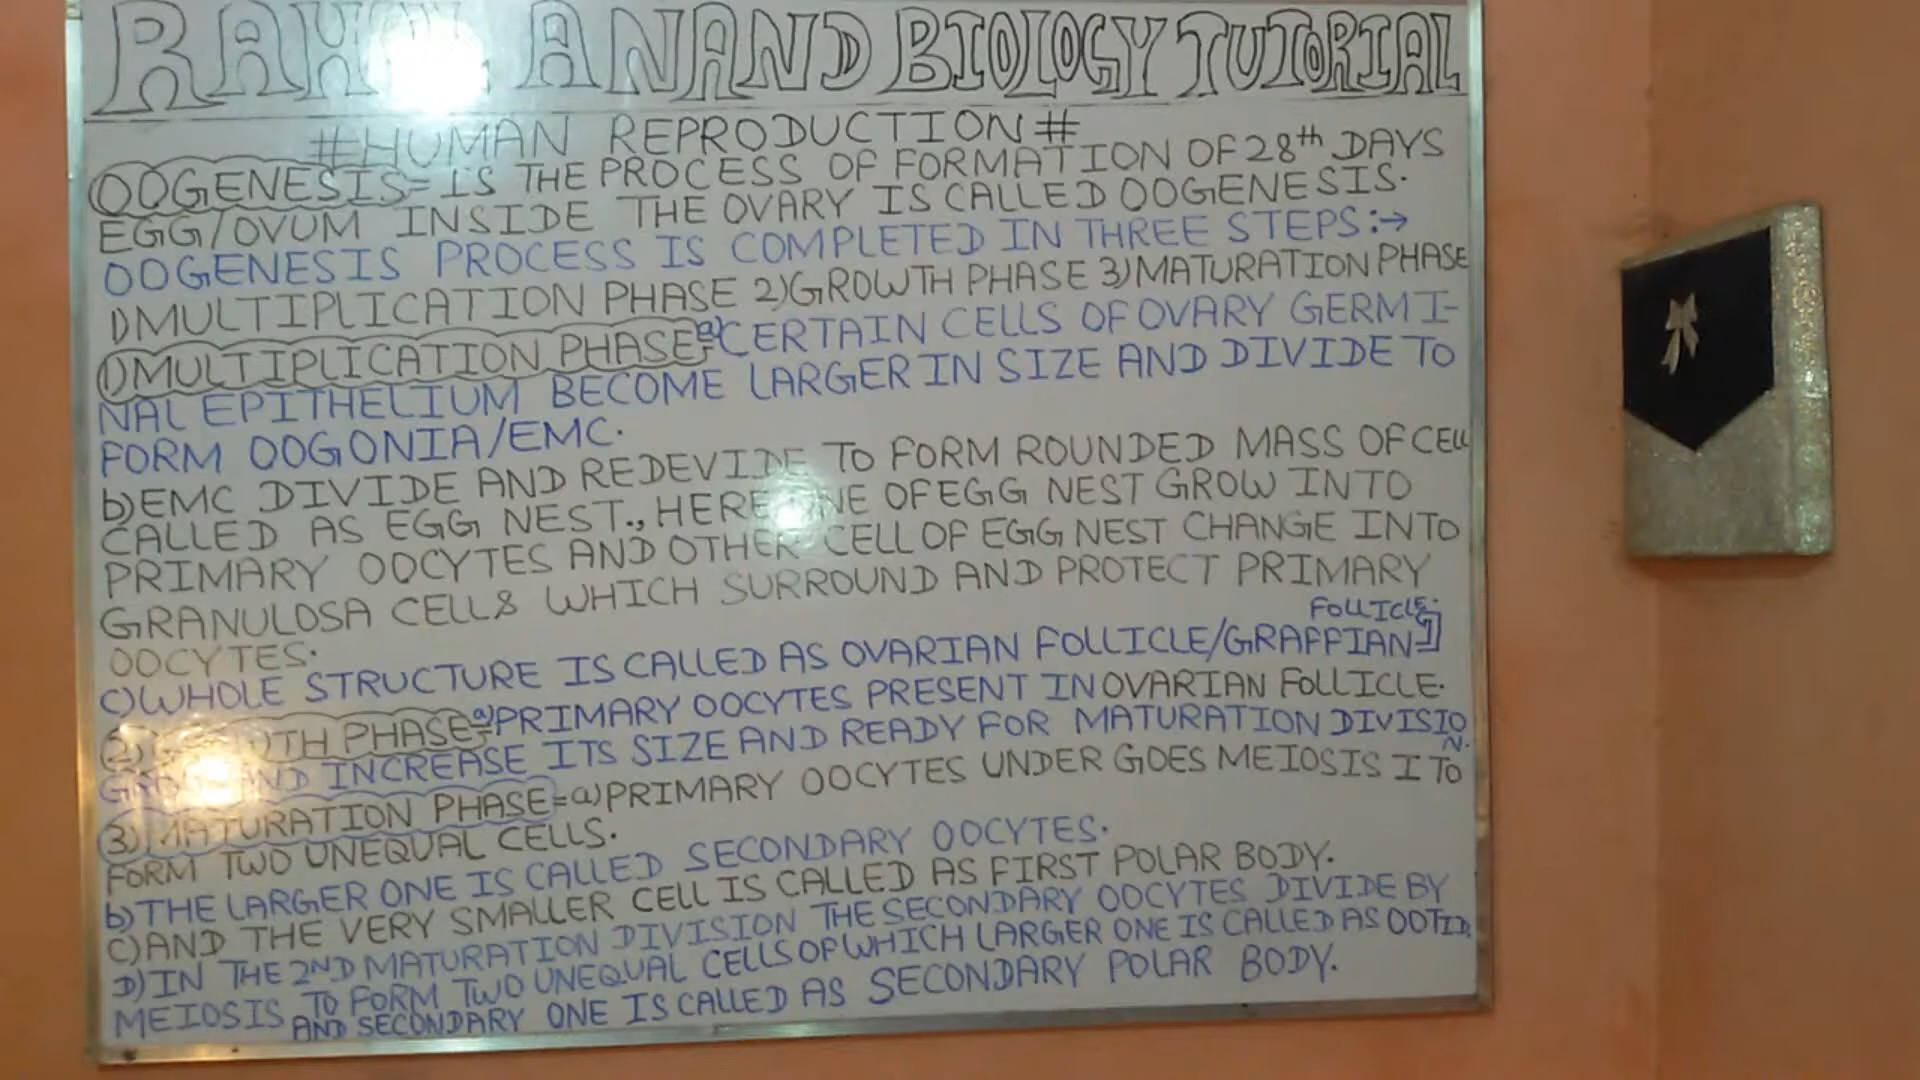 ANAND BIOLOGY TUTORIAL
#HUMAN REPRODUCTION#
OOGENESIS= IS THE PROCESS OF FORMATION OF 28th DAYS
EGG/OVUM INSIDE THE OVARY IS CALLED OOGENESIS.
OOGENESIS PROCESS IS COMPLETED IN THREE STEPS:→
1)MULTIPLICATION PHASE 2)GROWTH PHASE 3)MATURATION PHASE
1)MULTIPLICATION PHASE= a)CERTAIN CELLS OF OVARY GERMI-
NAL EPITHELIUM BECOME LARGER IN SIZE AND DIVIDE TO
FORM OOGONIA/EMC.
b)EMC DIVIDE AND REDEVIDE TO FORM ROUNDED MASS OF CELL
CALLED AS EGG NEST., HERE ONE OF EGG NEST GROW INTO
PRIMARY OOCYTES AND OTHER CELL OF EGG NEST CHANGE INTO
GRANULOSA CELLS WHICH SURROUND AND PROTECT PRIMARY
OOCYTES.
C)WHOLE STRUCTURE IS CALLED AS OVARIAN FOLLICLE/GRAFFIAN FOLLICLE.]
2) PHASE= a)PRIMARY OOCYTES PRESENT IN OVARIAN FOLLICLE.
AND INCREASE ITS SIZE AND READY FOR MATURATION DIVISION.
3) MATURATION PHASE=a)PRIMARY OOCYTES UNDER GOES MEIOSIS I TO
FORM TWO UNEQUAL CELLS.
b)THE LARGER ONE IS CALLED SECONDARY OOCYTES.
C)AND THE VERY SMALLER CELL IS CALLED AS FIRST POLAR BODY.
D)IN THE 2ND MATURATION DIVISION THE SECONDARY OOCYTES DIVIDE BY
MEIOSIS TO FORM TWO UNEQUAL CELLS OF WHICH LARGER ONE IS CALLED AS OOTID
AND SECONDARY ONE IS CALLED AS SECONDARY POLAR BODY.